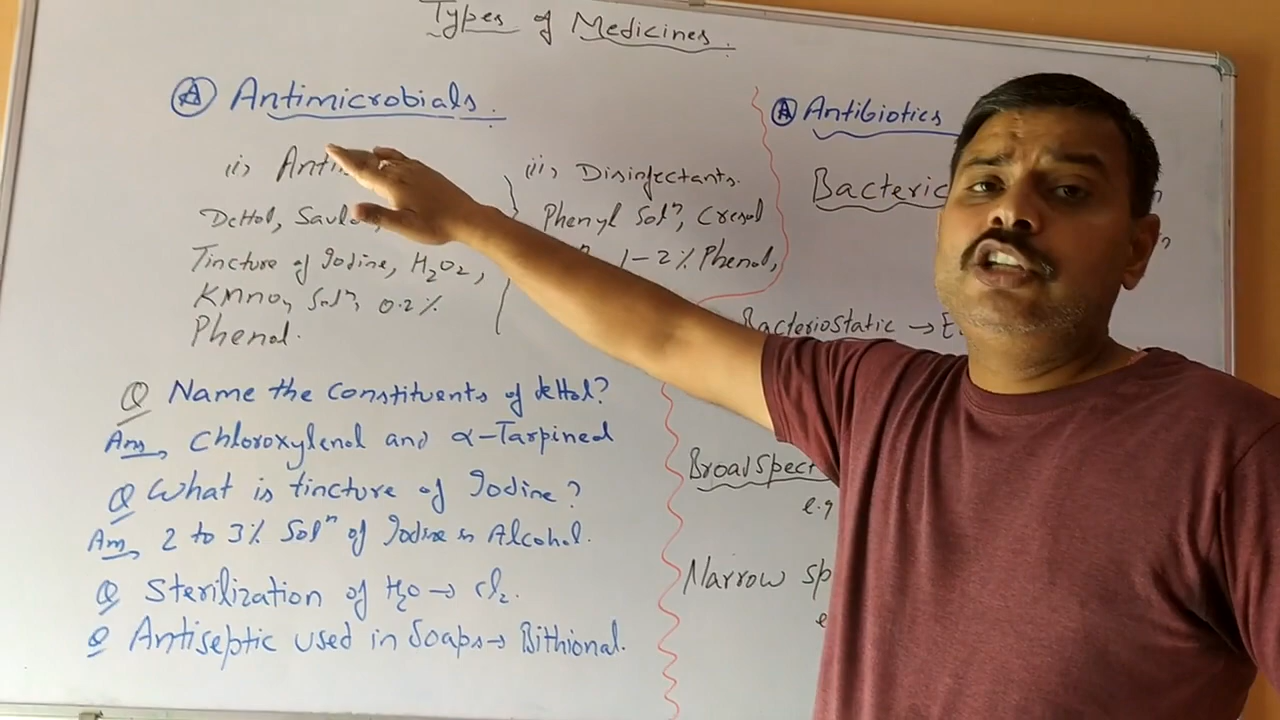 Types of Medicines.
Ⓐ Antimicrobials.
(i) Anti
Dettol, Savlo
Tincture of Iodine, H2O2,
KMnO4 Solⁿ, 0.2%
Phenol.
(ii) Disinfectants.
Phenyl Solⁿ, Cresol
1-2% Phenol,
Q Name the constituents of dettol?
Ans, Chloroxylenol and α-Tarpined
Q What is tincture of Iodine?
Ans, 2 to 3% Solⁿ of Iodine in Alcohol.
Q Sterilization of H2O → Cl2.
Q Antiseptic used in Soaps → Bithional.
Ⓐ Antibiotics
Bacteric
BacterioStatic → E
Broad Spect
e.g
Narrow Sp
e